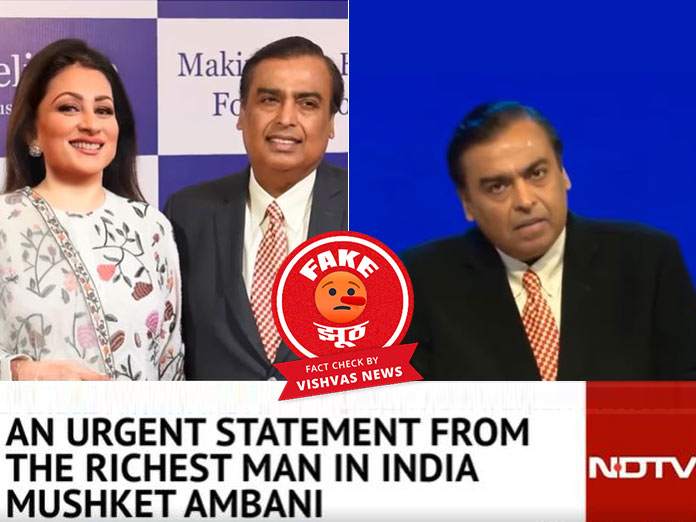 Makin
Fo
FAKE
झूठ
FACT CHECK BY
VISHVAS NEWS
AN URGENT STATEMENT FROM
THE RICHEST MAN IN INDIA
MUSHKET AMBANI
NDTV